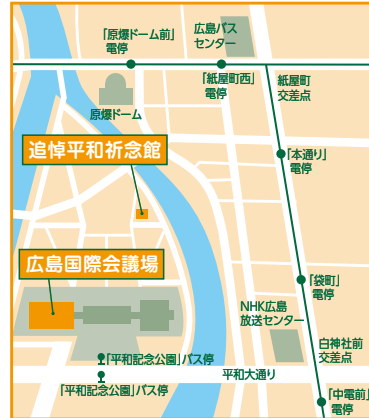 「原爆ドーム前」
電停
広島バス
センター
「紙屋町西」
電停
紙屋町
交差点
原爆ドーム
追悼平和祈念館
「本通り」
電停
広島国際会議場
「袋町」
電停
NHK広島
放送センター
白神社前
交差点
「平和記念公園」バス停
平和大通り
「平和記念公園」バス停
「中電前」
電停